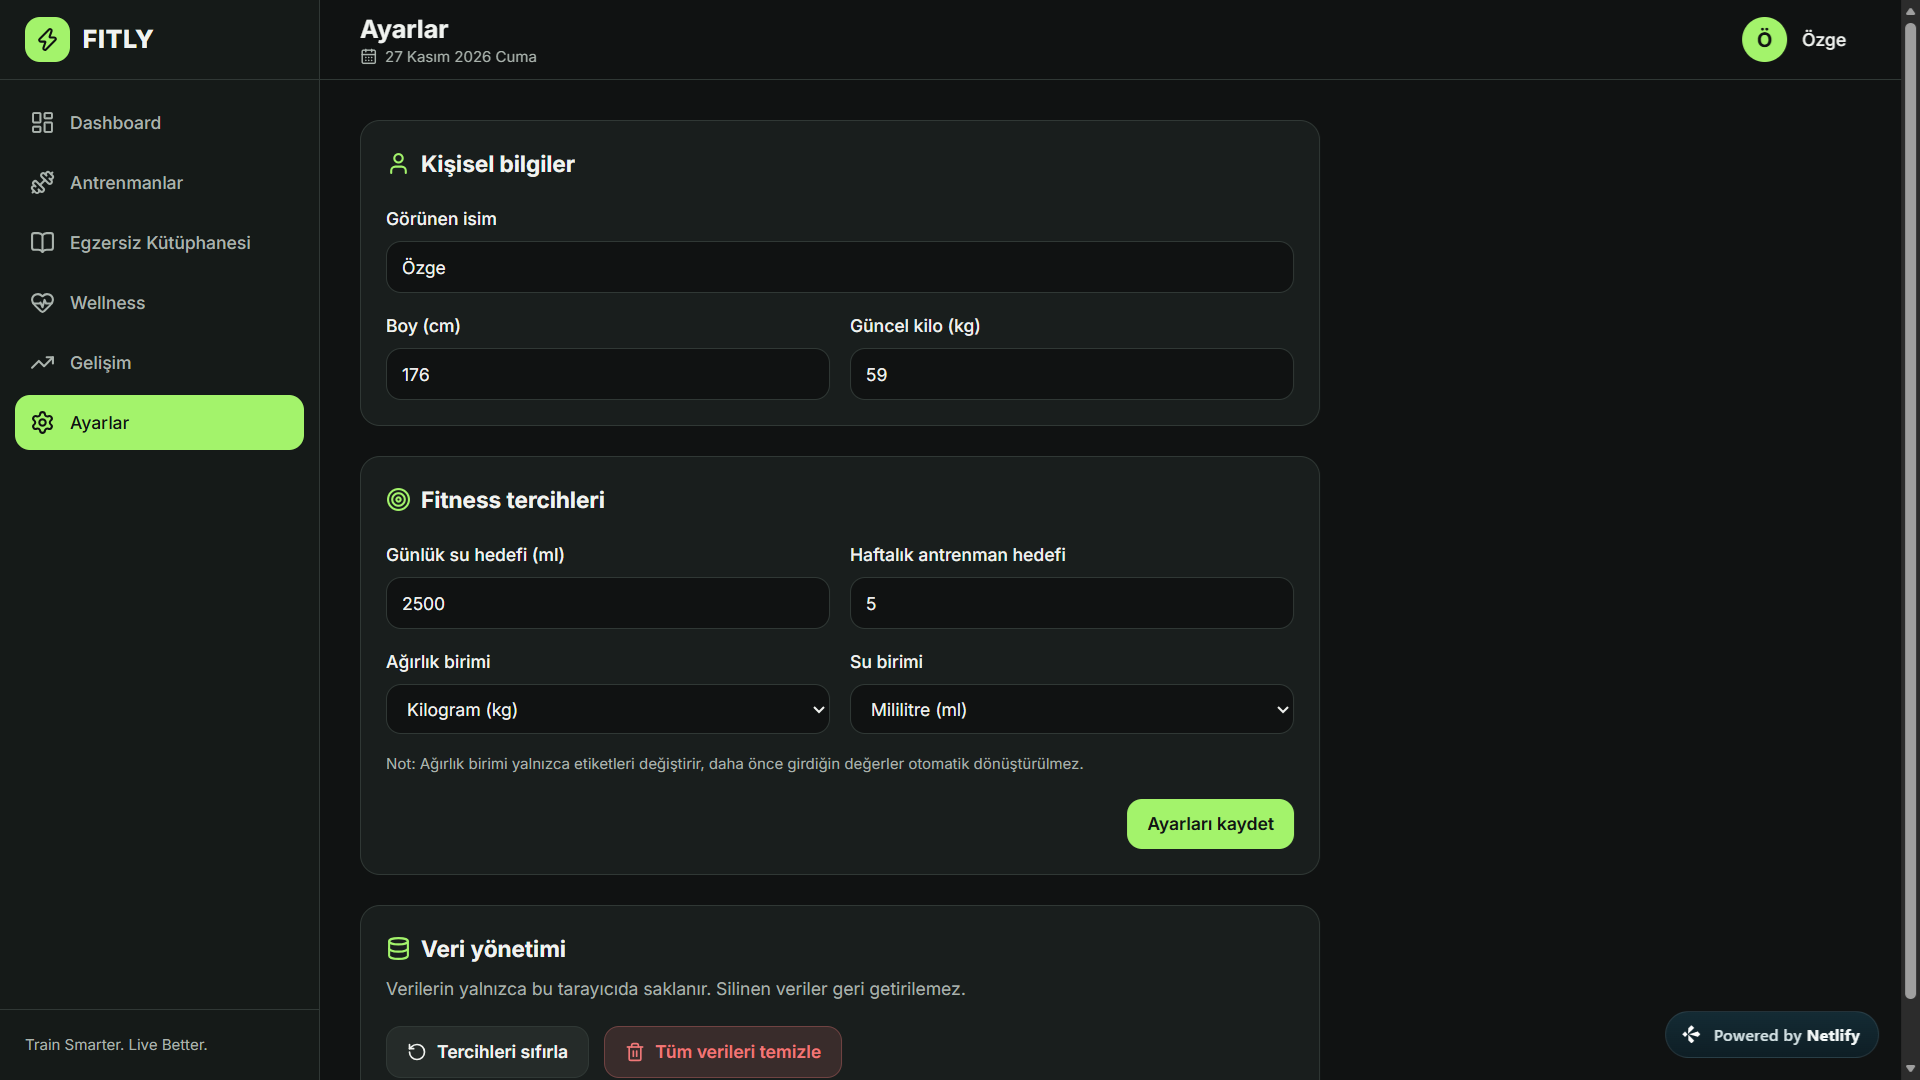 FITLY
Dashboard
Antrenmanlar
Egzersiz Kütüphanesi
Wellness
Gelişim
Ayarlar
Train Smarter. Live Better.
Ayarlar
27 Kasım 2026 Cuma
Ö
Özge
Kişisel bilgiler
Görünen isim
Özge
Boy (cm)
Güncel kilo (kg)
176
59
Fitness tercihleri
Günlük su hedefi (ml)
Haftalık antrenman hedefi
2500
5
Ağırlık birimi
Su birimi
Kilogram (kg)
Mililitre (ml)
Not: Ağırlık birimi yalnızca etiketleri değiştirir, daha önce girdiğin değerler otomatik dönüştürülmez.
Ayarları kaydet
Veri yönetimi
Verilerin yalnızca bu tarayıcıda saklanır. Silinen veriler geri getirilemez.
Tercihleri sıfırla
Tüm verileri temizle
Powered by Netlify